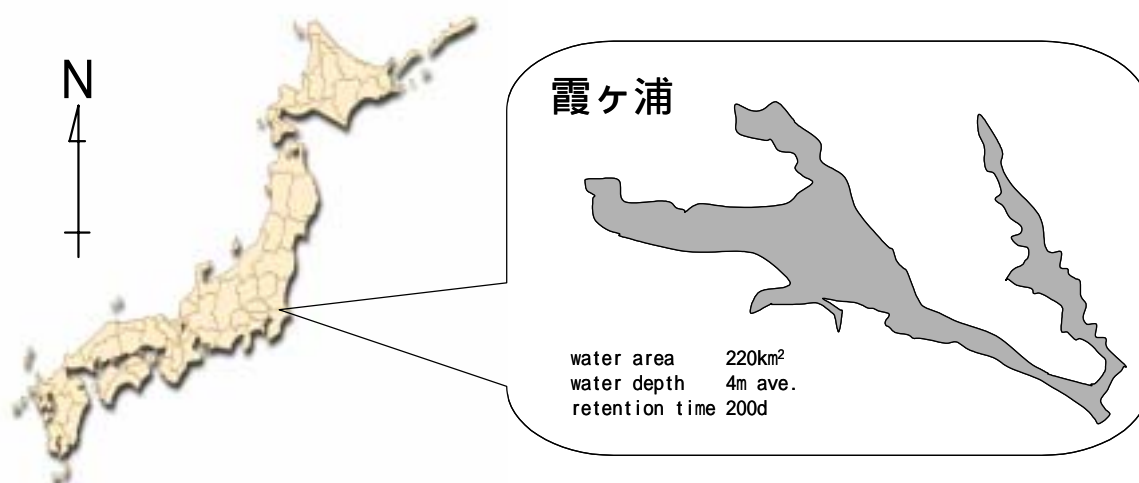 N
霞ヶ浦
water area 220km²
water depth 4m ave.
retention time 200d